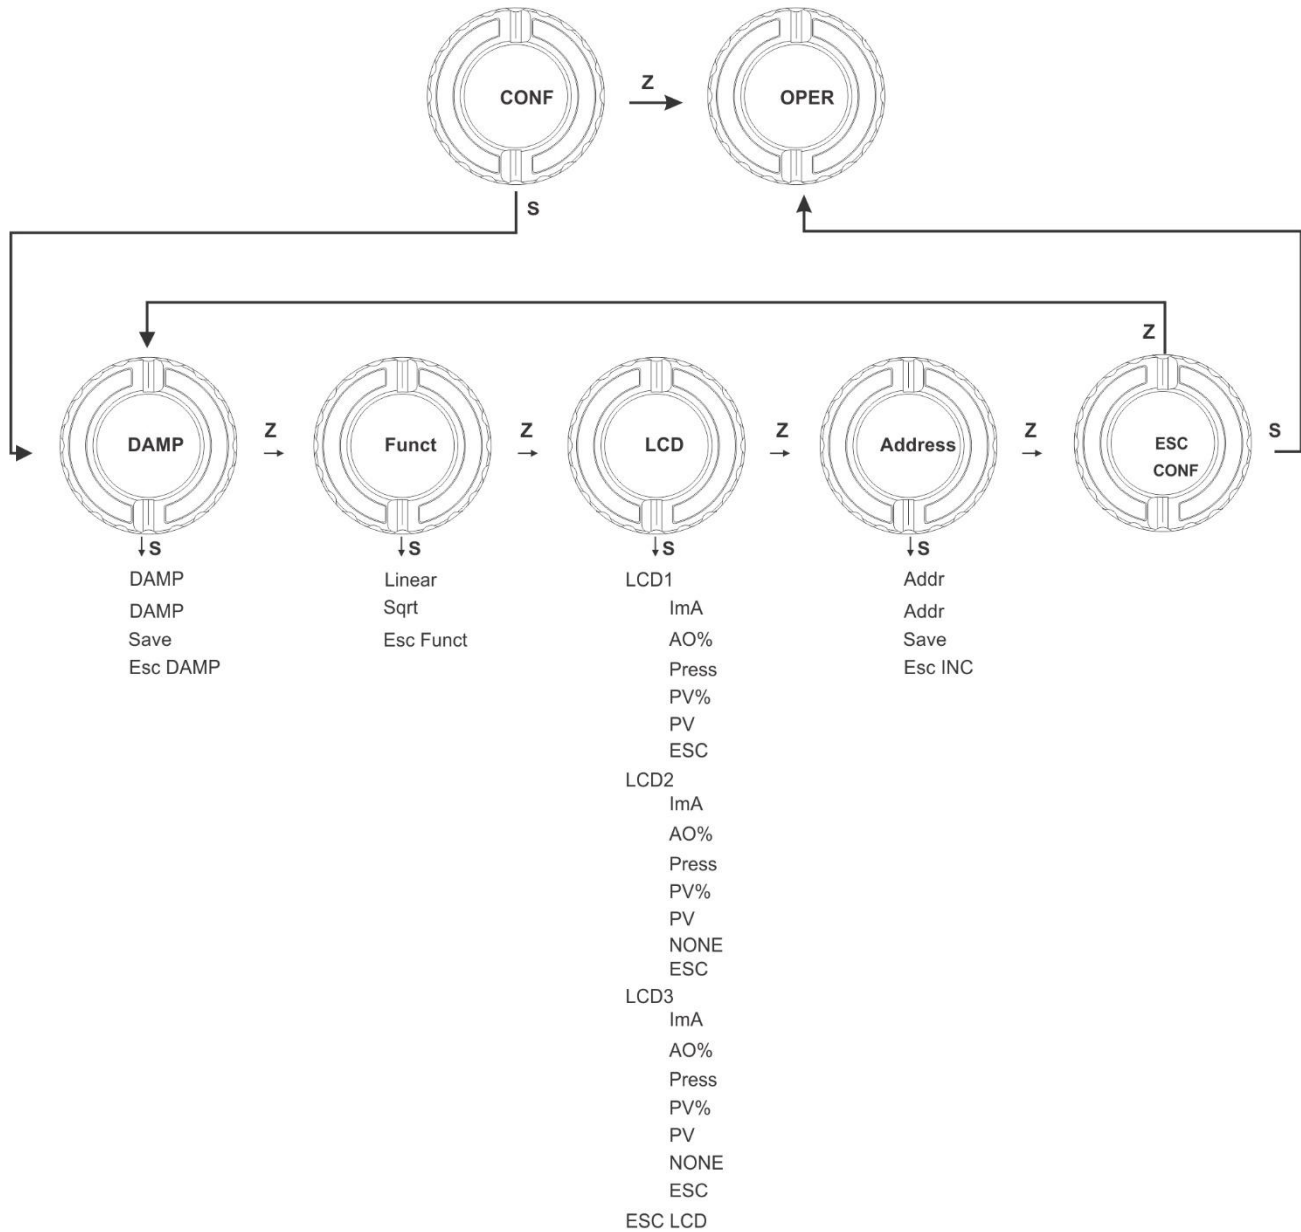 CONF
Z
OPER
S
Z
DAMP
Z
Funct
Z
LCD
Z
Address
Z
ESC
CONF
S
S
DAMP
DAMP
Save
Esc DAMP
S
Linear
Sqrt
Esc Funct
S
LCD1
ImA
AO%
Press
PV%
PV
ESC
LCD2
ImA
AO%
Press
PV%
PV
NONE
ESC
LCD3
ImA
AO%
Press
PV%
PV
NONE
ESC
ESC LCD
S
Addr
Addr
Save
Esc INC